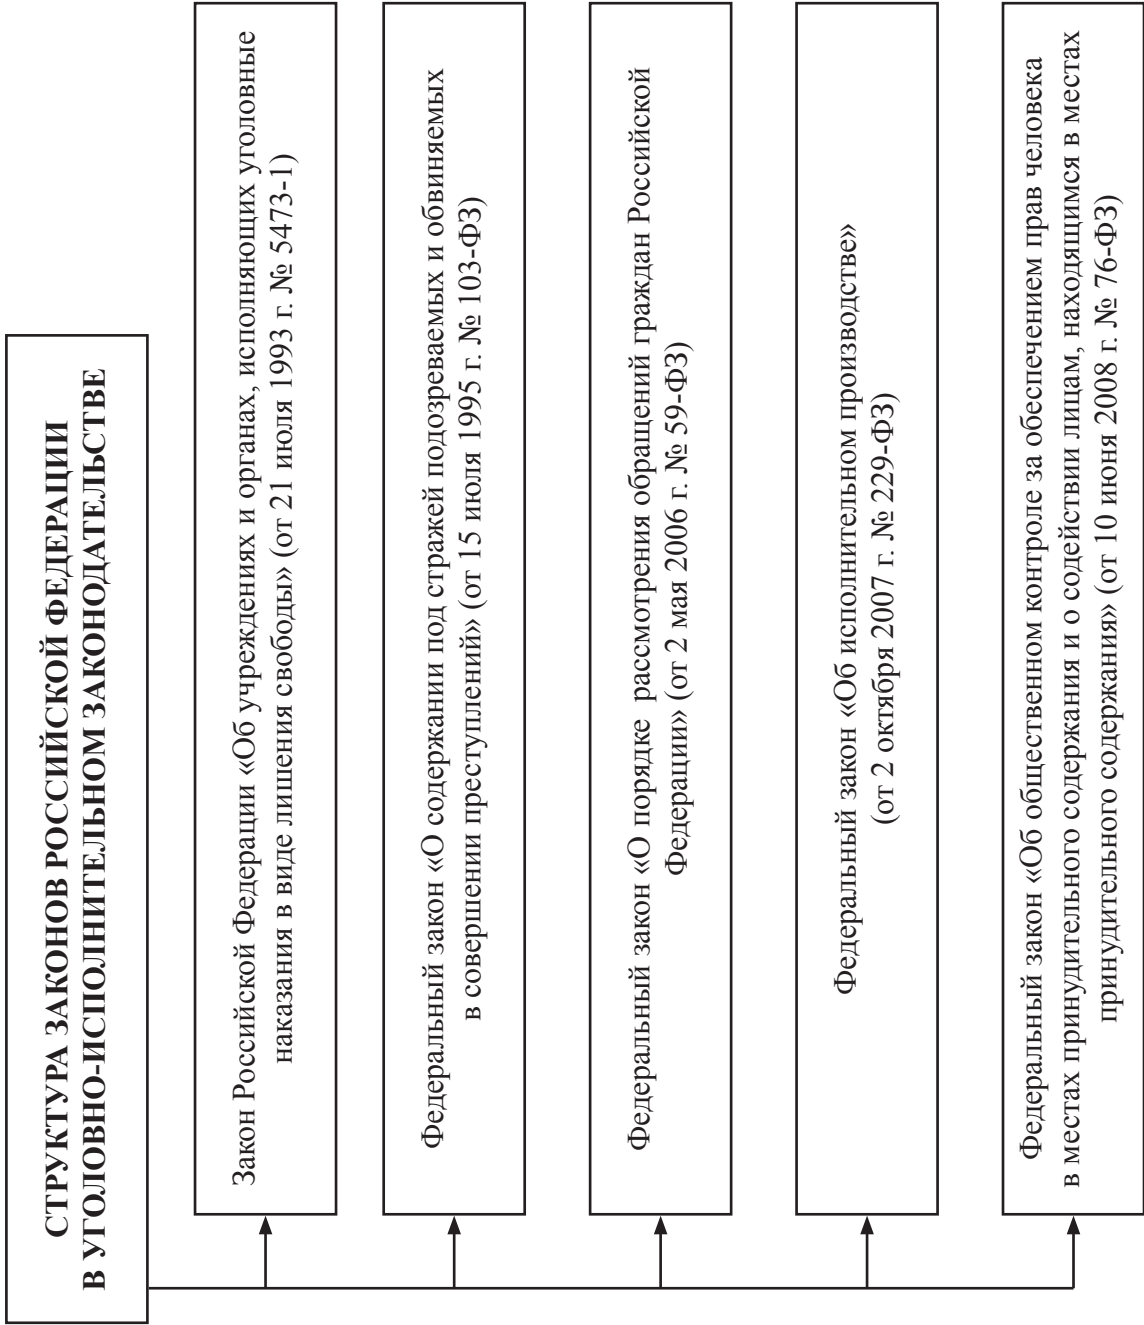 СТРУКТУРА ЗАКОНОВ РОССИЙСКОЙ ФЕДЕРАЦИИ
В УГОЛОВНО-ИСПОЛНИТЕЛЬНОМ ЗАКОНОДАТЕЛЬСТВЕ
Закон Российской Федерации «Об учреждениях и органах, исполняющих уголовные
наказания в виде лишения свободы» (от 21 июля 1993 г. № 5473-1)
Федеральный закон «О содержании под стражей подозреваемых и обвиняемых
в совершении преступлений» (от 15 июля 1995 г. № 103-ФЗ)
Федеральный закон «О порядке рассмотрения обращений граждан Российской
Федерации» (от 2 мая 2006 г. № 59-ФЗ)
Федеральный закон «Об исполнительном производстве»
(от 2 октября 2007 г. № 229-ФЗ)
Федеральный закон «Об общественном контроле за обеспечением прав человека
в местах принудительного содержания и о содействии лицам, находящимся в местах
принудительного содержания» (от 10 июня 2008 г. № 76-ФЗ)